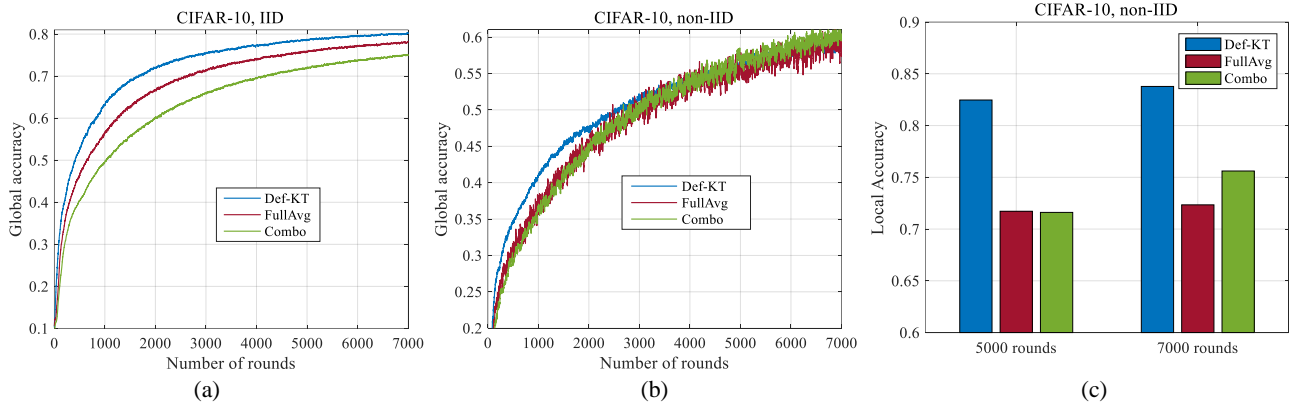 CIFAR-10, IID
Global accuracy
0.8
0.7
0.6
0.5
0.4
0.3
0.2
0.1
Def-KT
FullAvg
Combo
0
1000
2000
3000
4000
5000
6000
7000
Number of rounds
(a)
CIFAR-10, non-IID
Global accuracy
0.6
0.55
0.5
0.45
0.4
0.35
0.3
0.25
0.2
Def-KT
FullAvg
Combo
0
1000
2000
3000
4000
5000
6000
7000
Number of rounds
(b)
CIFAR-10, non-IID
Local Accuracy
0.9
0.85
0.8
0.75
0.7
0.65
0.6
Def-KT
FullAvg
Combo
5000 rounds
7000 rounds
(c)